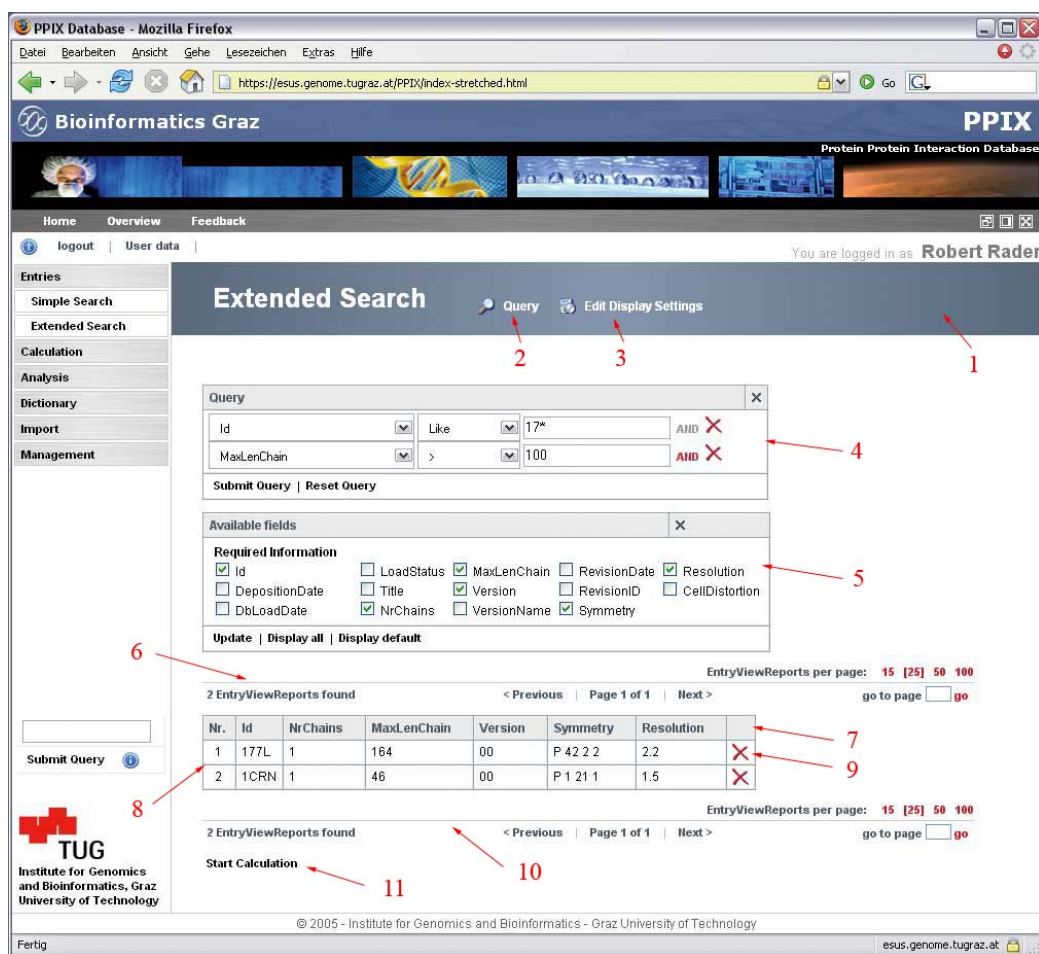 PPIX Database - Mozilla Firefox
Datei Bearbeiten Ansicht Gehe Lesezeichen Extras Hilfe
https://esus.genome.tugraz.at/PPIX/index-stretched.html Go G
Bioinformatics Graz PPIX
Protein Protein Interaction Database
Home Overview Feedback
logout | User data | You are logged in as Robert Rader
Entries
Simple Search
Extended Search
Calculation
Analysis
Dictionary
Import
Management
Extended Search Query Edit Display Settings
2 3 1
Query X
Id Like 17* AND X
MaxLenChain > 100 AND X
4
Submit Query | Reset Query
Available fields X
Required Information
Id LoadStatus MaxLenChain RevisionDate Resolution
DepositionDate Title Version RevisionID CellDistortion
DbLoadDate NrChains VersionName Symmetry
5
Update | Display all | Display default
6
EntryViewReports per page: 15 [25] 50 100
2 EntryViewReports found < Previous | Page 1 of 1 | Next > go to page go
Nr. Id NrChains MaxLenChain Version Symmetry Resolution
7
1 177L 1 164 00 P 42 2 2 2.2 X
9
2 1CRN 1 46 00 P 1 21 1 1.5 X
8
EntryViewReports per page: 15 [25] 50 100
2 EntryViewReports found < Previous | Page 1 of 1 | Next > go to page go
10
Start Calculation
11
Submit Query
TUG
Institute for Genomics
and Bioinformatics, Graz
University of Technology
© 2005 - Institute for Genomics and Bioinformatics - Graz University of Technology
Fertig esus.genome.tugraz.at